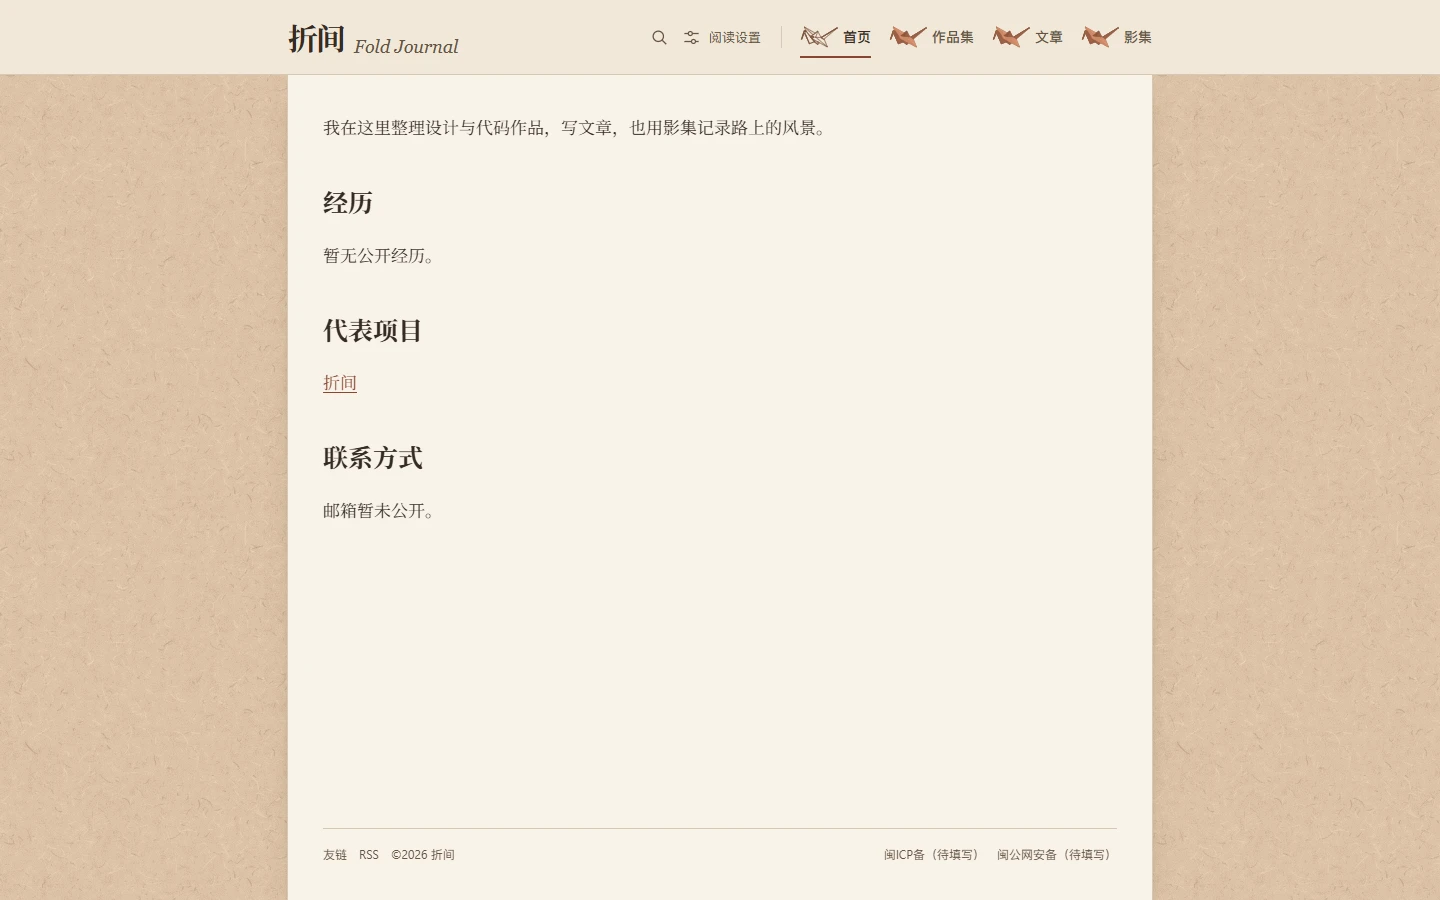 折间 Fold Journal 阅读设置 首页 作品集 文章 影集
我在这里整理设计与代码作品，写文章，也用影集记录路上的风景。
经历
暂无公开经历。
代表项目
折间
联系方式
邮箱暂未公开。
友链 RSS ©2026 折间 闽ICP备（待填写） 闽公网安备（待填写）